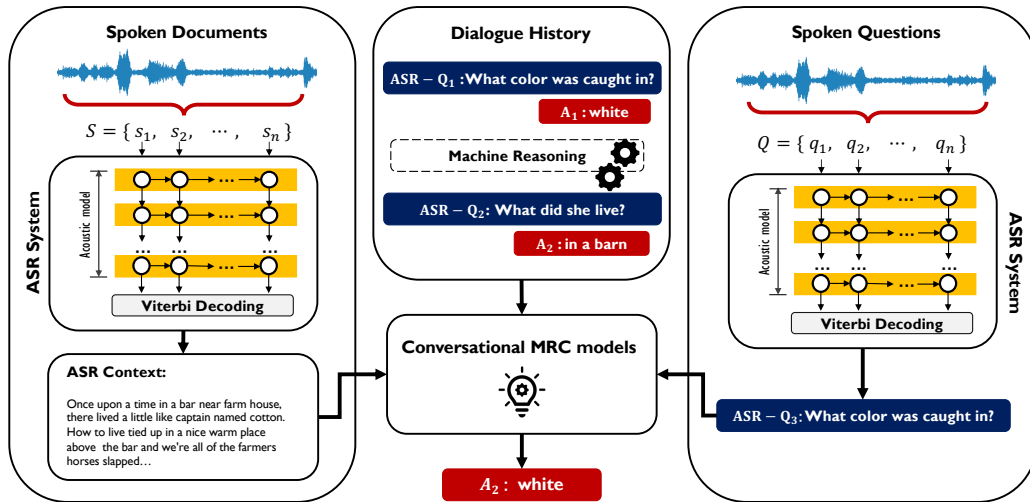 Spoken Documents
S = { s₁, s₂, ⋯ , sₙ }
ASR System
Acoustic model
...
...
... ...
...
Viterbi Decoding
ASR Context:
Once upon a time in a bar near farm house,
there lived a little like captain named cotton.
How to live tied up in a nice warm place
above the bar and we're all of the farmers
horses slapped...
Dialogue History
ASR – Q₁ : What color was caught in?
A₁ : white
Machine Reasoning
ASR – Q₂: What did she live?
A₂ : in a barn
Conversational MRC models
A₂ : white
Spoken Questions
Q = { q₁, q₂, ⋯ , qₙ }
ASR System
Acoustic model
...
...
... ...
...
Viterbi Decoding
ASR – Q₃: What color was caught in?